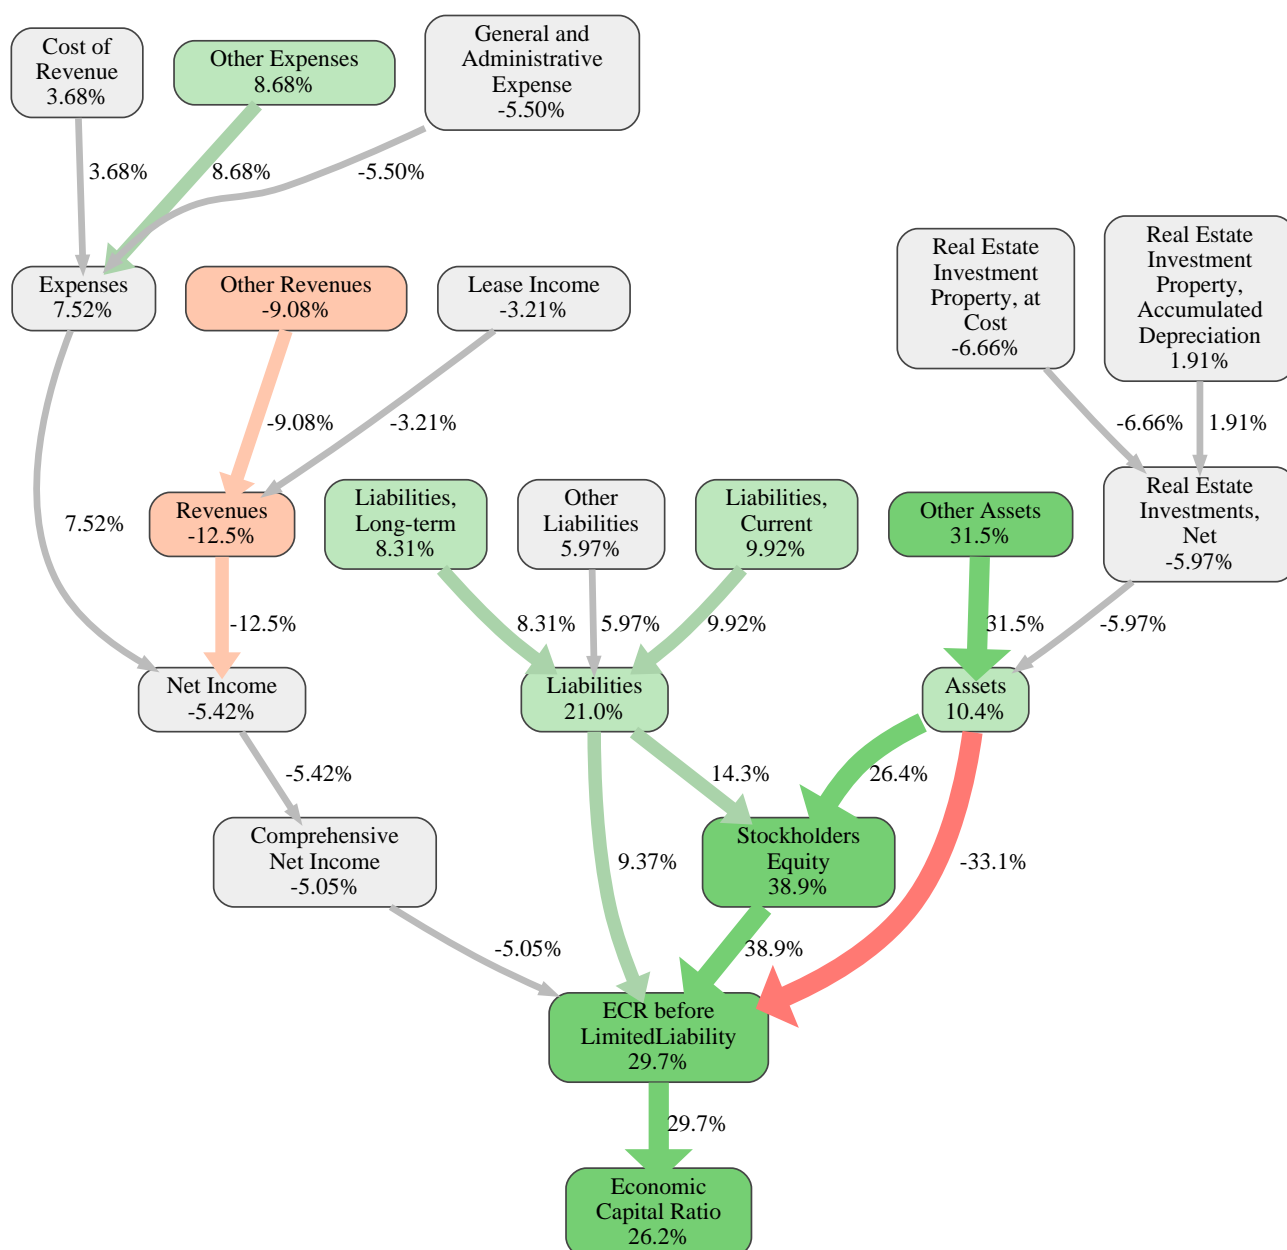 Cost of
Revenue
3.68%
Other Expenses
8.68%
General and
Administrative
Expense
-5.50%
3.68%
8.68%
-5.50%
Expenses
7.52%
Other Revenues
-9.08%
Lease Income
-3.21%
Real Estate
Investment
Property, at
Cost
-6.66%
Real Estate
Investment
Property,
Accumulated
Depreciation
1.91%
-9.08%
-3.21%
-6.66%
1.91%
7.52%
Revenues
-12.5%
Liabilities,
Long-term
8.31%
Other
Liabilities
5.97%
Liabilities,
Current
9.92%
Other Assets
31.5%
Real Estate
Investments,
Net
-5.97%
-12.5%
8.31%
5.97%
9.92%
31.5%
-5.97%
Net Income
-5.42%
Liabilities
21.0%
Assets
10.4%
-5.42%
14.3%
26.4%
Comprehensive
Net Income
-5.05%
9.37%
Stockholders
Equity
38.9%
-33.1%
-5.05%
38.9%
ECR before
LimitedLiability
29.7%
29.7%
Economic
Capital Ratio
26.2%